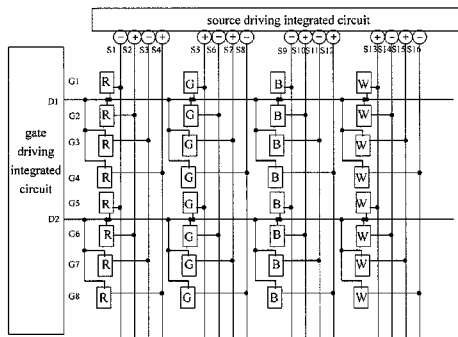 source driving integrated circuit
− + − + + − + − − + − + + − + −
S1 S2 S3 S4 S5 S6 S7 S8 S9 S10 S11 S12 S13 S14 S15 S16
gate driving integrated circuit
G1 R G B W
D1
G2 R G B W
G3 R G B W
G4 R G B W
G5 R G B W
D2
G6 R G B W
G7 R G B W
G8 R G B W